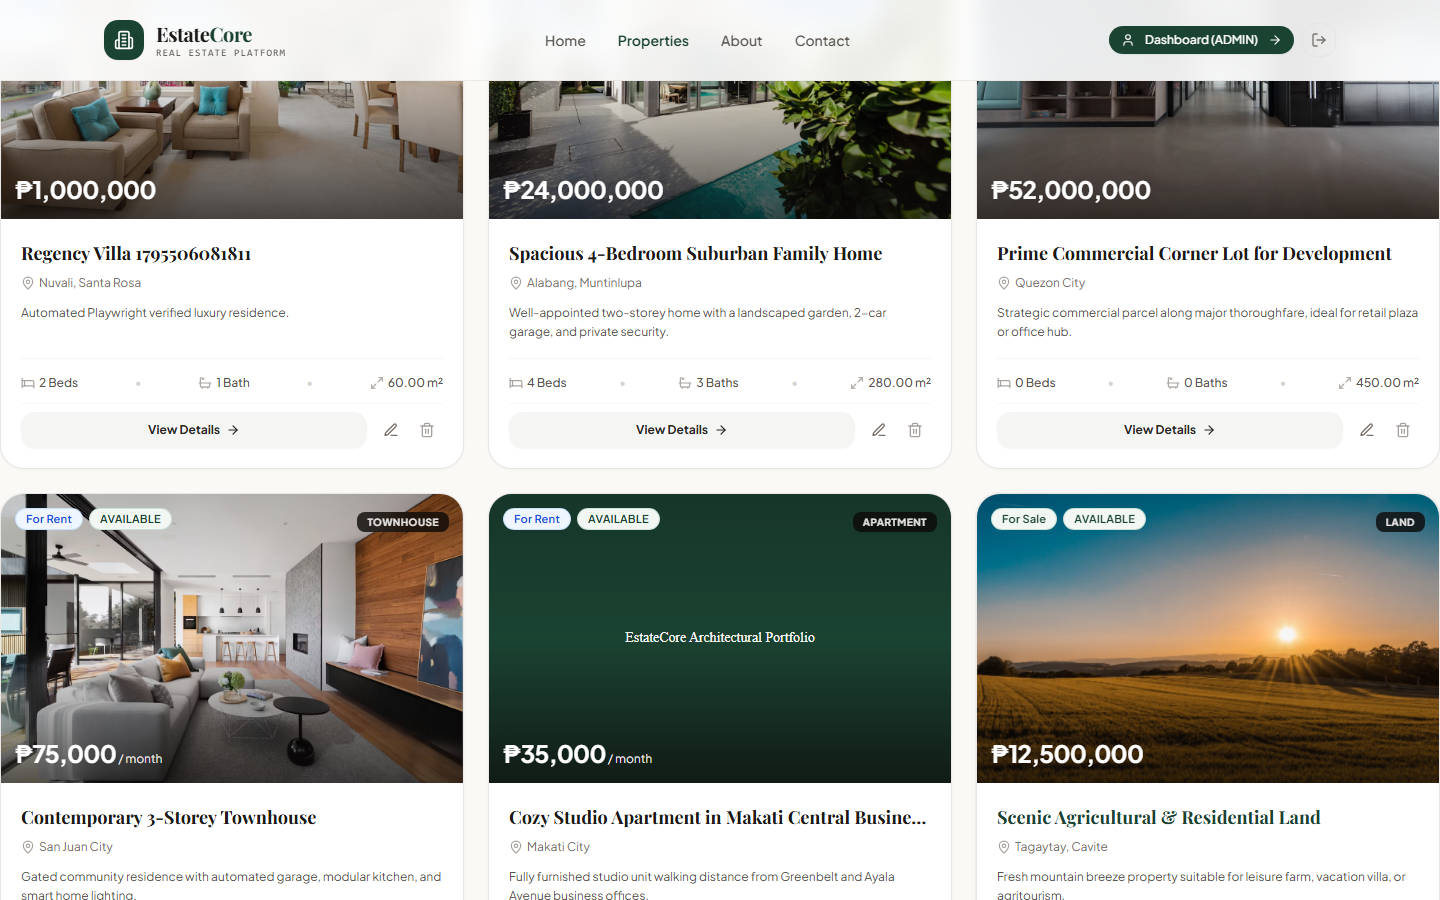 EstateCore
REAL ESTATE PLATFORM
Home
Properties
About
Contact
Dashboard (ADMIN)
₱1,000,000
₱24,000,000
₱52,000,000
Regency Villa 1795506081811
Nuvali, Santa Rosa
Automated Playwright verified luxury residence.
2 Beds
1 Bath
60.00 m²
View Details
Spacious 4-Bedroom Suburban Family Home
Alabang, Muntinlupa
Well-appointed two-storey home with a landscaped garden, 2-car
garage, and private security.
4 Beds
3 Baths
280.00 m²
View Details
Prime Commercial Corner Lot for Development
Quezon City
Strategic commercial parcel along major thoroughfare, ideal for retail plaza
or office hub.
0 Beds
0 Baths
450.00 m²
View Details
For Rent
AVAILABLE
TOWNHOUSE
₱75,000 / month
Contemporary 3-Storey Townhouse
San Juan City
Gated community residence with automated garage, modular kitchen, and
smart home lighting.
For Rent
AVAILABLE
APARTMENT
EstateCore Architectural Portfolio
₱35,000 / month
Cozy Studio Apartment in Makati Central Busine...
Makati City
Fully furnished studio unit walking distance from Greenbelt and Ayala
Avenue business offices.
For Sale
AVAILABLE
LAND
₱12,500,000
Scenic Agricultural & Residential Land
Tagaytay, Cavite
Fresh mountain breeze property suitable for leisure farm, vacation villa, or
agritourism.